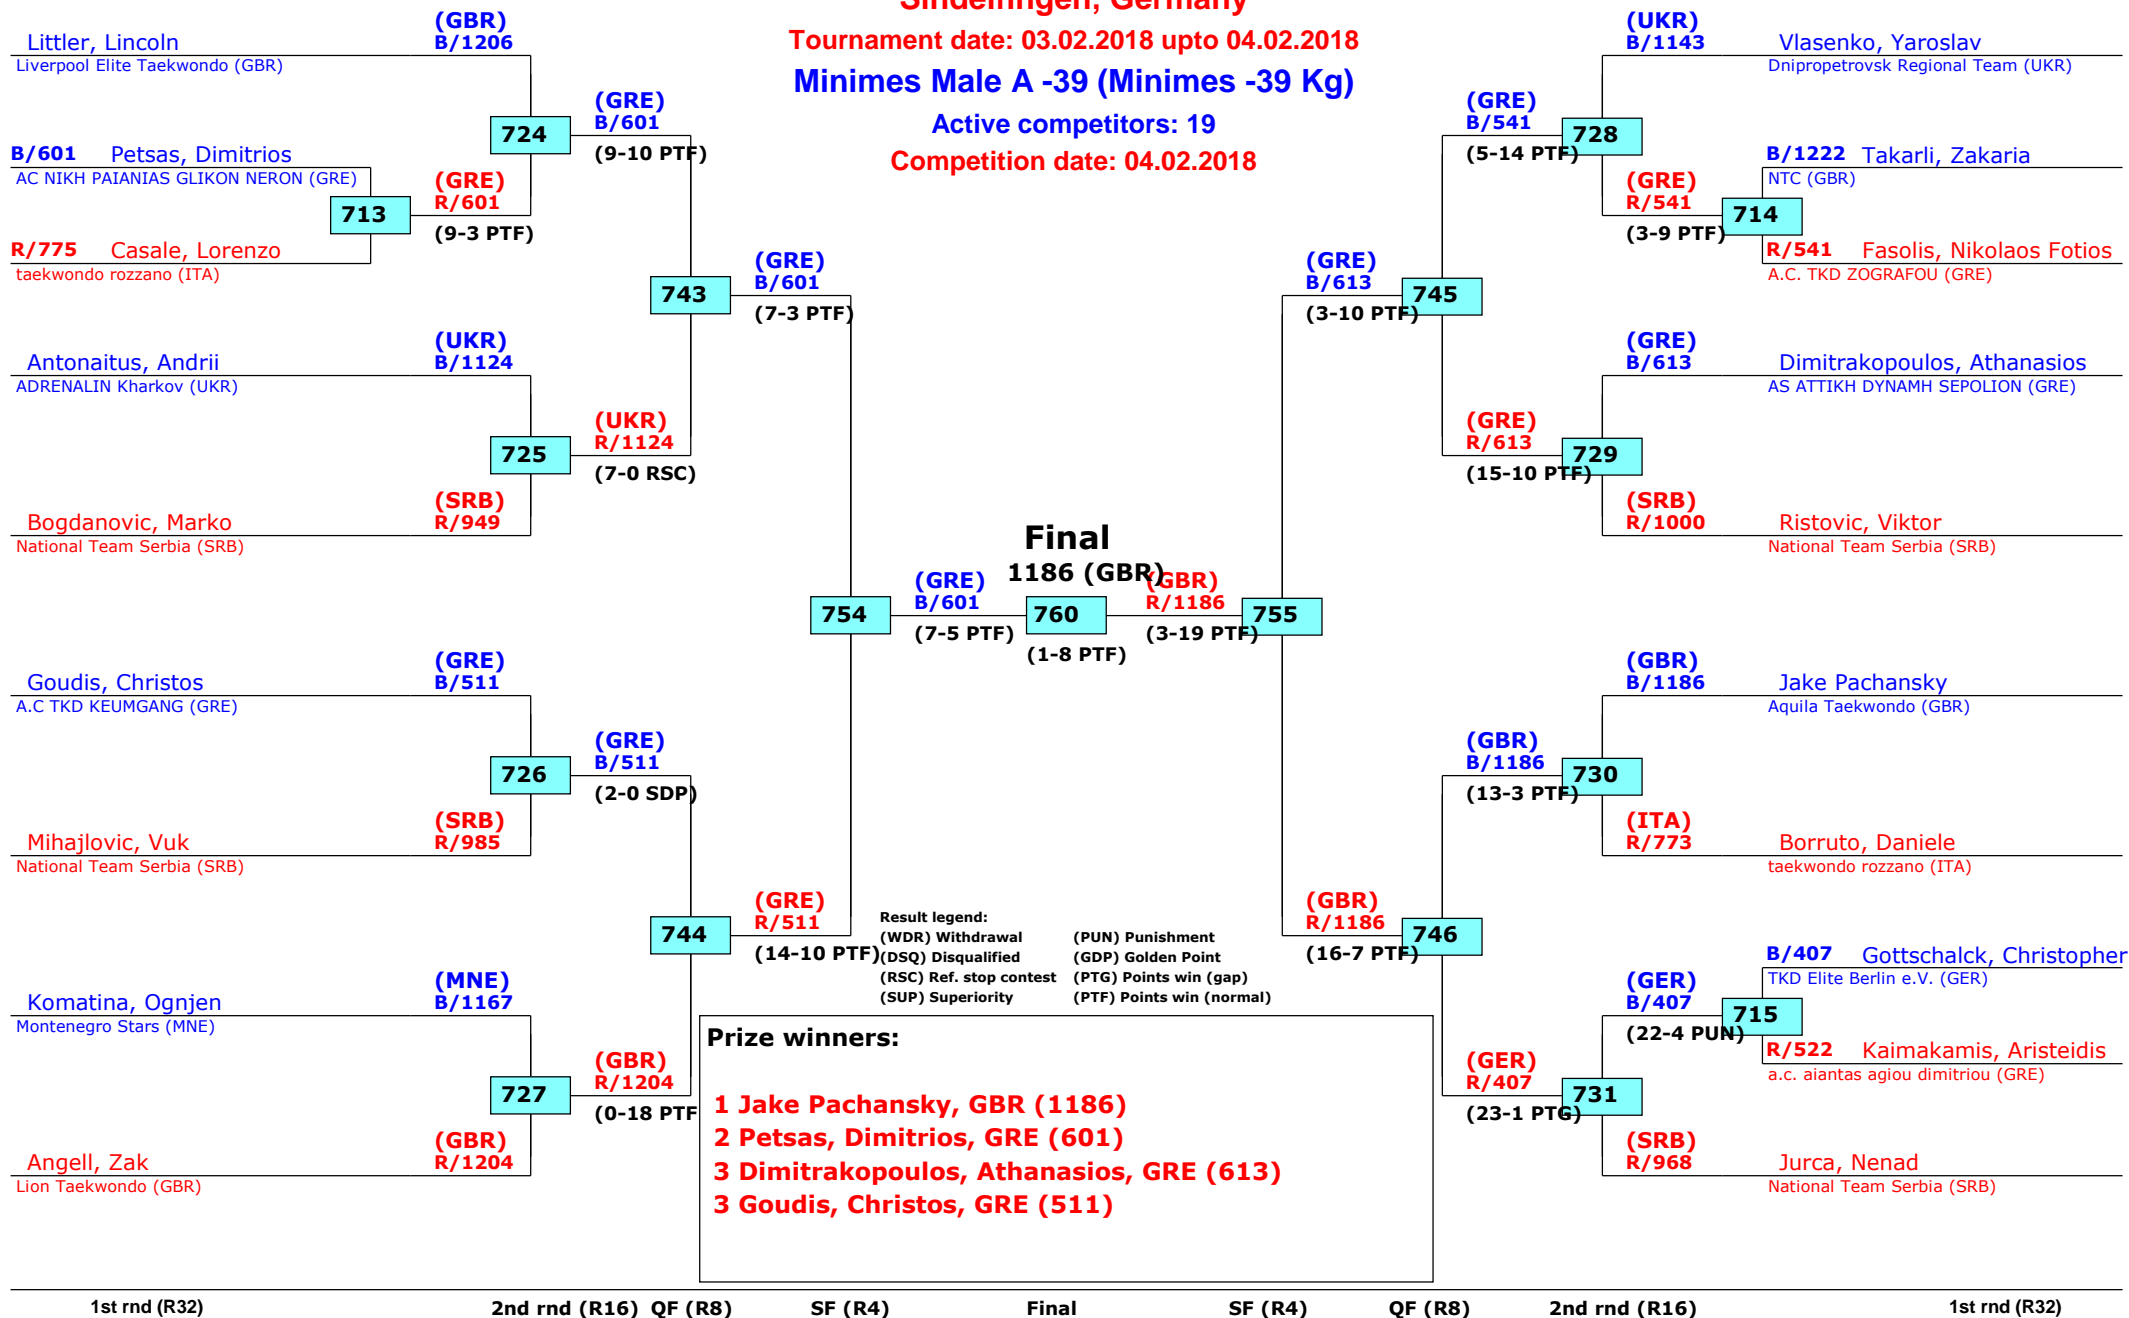 Sindelfingen, Germany
Tournament date: 03.02.2018 upto 04.02.2018
Minimes Male A -39 (Minimes -39 Kg)
Active competitors: 19
Competition date: 04.02.2018
Littler, Lincoln
(GBR)
B/1206
Liverpool Elite Taekwondo (GBR)
B/601 Petsas, Dimitrios
AC NIKH PAIANIAS GLIKON NERON (GRE)
713
R/775 Casale, Lorenzo
taekwondo rozzano (ITA)
(GRE)
R/601
(9-3 PTF)
724
(GRE)
B/601
(9-10 PTF)
Antonaitus, Andrii
(UKR)
B/1124
ADRENALIN Kharkov (UKR)
725
Bogdanovic, Marko
(SRB)
R/949
National Team Serbia (SRB)
(UKR)
R/1124
(7-0 RSC)
743
(GRE)
B/601
(7-3 PTF)
Goudis, Christos
(GRE)
B/511
A.C TKD KEUMGANG (GRE)
726
Mihajlovic, Vuk
(SRB)
R/985
National Team Serbia (SRB)
(GRE)
B/511
(2-0 SDP)
Komatina, Ognjen
(MNE)
B/1167
Montenegro Stars (MNE)
727
Angell, Zak
(GBR)
R/1204
Lion Taekwondo (GBR)
(GBR)
R/1204
(0-18 PTF
744
(GRE)
R/511
(14-10 PTF)
754
(GRE)
B/601
(7-5 PTF)
Final
1186 (GBR)
760
(1-8 PTF)
(GBR)
R/1186
(3-19 PTF)
755
(GRE)
B/613
(3-10 PTF)
745
(GRE)
B/541
(5-14 PTF)
728
(UKR)
B/1143
Vlasenko, Yaroslav
Dnipropetrovsk Regional Team (UKR)
(GRE)
R/541
(3-9 PTF)
714
B/1222 Takarli, Zakaria
NTC (GBR)
R/541 Fasolis, Nikolaos Fotios
A.C. TKD ZOGRAFOU (GRE)
(GRE)
R/613
(15-10 PTF)
729
(GRE)
B/613
Dimitrakopoulos, Athanasios
AS ATTIKH DYNAMH SEPOLION (GRE)
(SRB)
R/1000
Ristovic, Viktor
National Team Serbia (SRB)
(GBR)
R/1186
(16-7 PTF)
746
(GBR)
B/1186
(13-3 PTF)
730
(GBR)
B/1186
Jake Pachansky
Aquila Taekwondo (GBR)
(ITA)
R/773
Borruto, Daniele
taekwondo rozzano (ITA)
(GER)
R/407
(23-1 PTG)
731
(GER)
B/407
(22-4 PUN)
715
B/407 Gottschalck, Christopher
TKD Elite Berlin e.V. (GER)
R/522 Kaimakamis, Aristeidis
a.c. aiantas agiou dimitriou (GRE)
(SRB)
R/968
Jurca, Nenad
National Team Serbia (SRB)
Result legend:
(WDR) Withdrawal (PUN) Punishment
(DSQ) Disqualified (GDP) Golden Point
(RSC) Ref. stop contest (PTG) Points win (gap)
(SUP) Superiority (PTF) Points win (normal)
Prize winners:
1 Jake Pachansky, GBR (1186)
2 Petsas, Dimitrios, GRE (601)
3 Dimitrakopoulos, Athanasios, GRE (613)
3 Goudis, Christos, GRE (511)
1st rnd (R32) 2nd rnd (R16) QF (R8) SF (R4) Final SF (R4) QF (R8) 2nd rnd (R16) 1st rnd (R32)